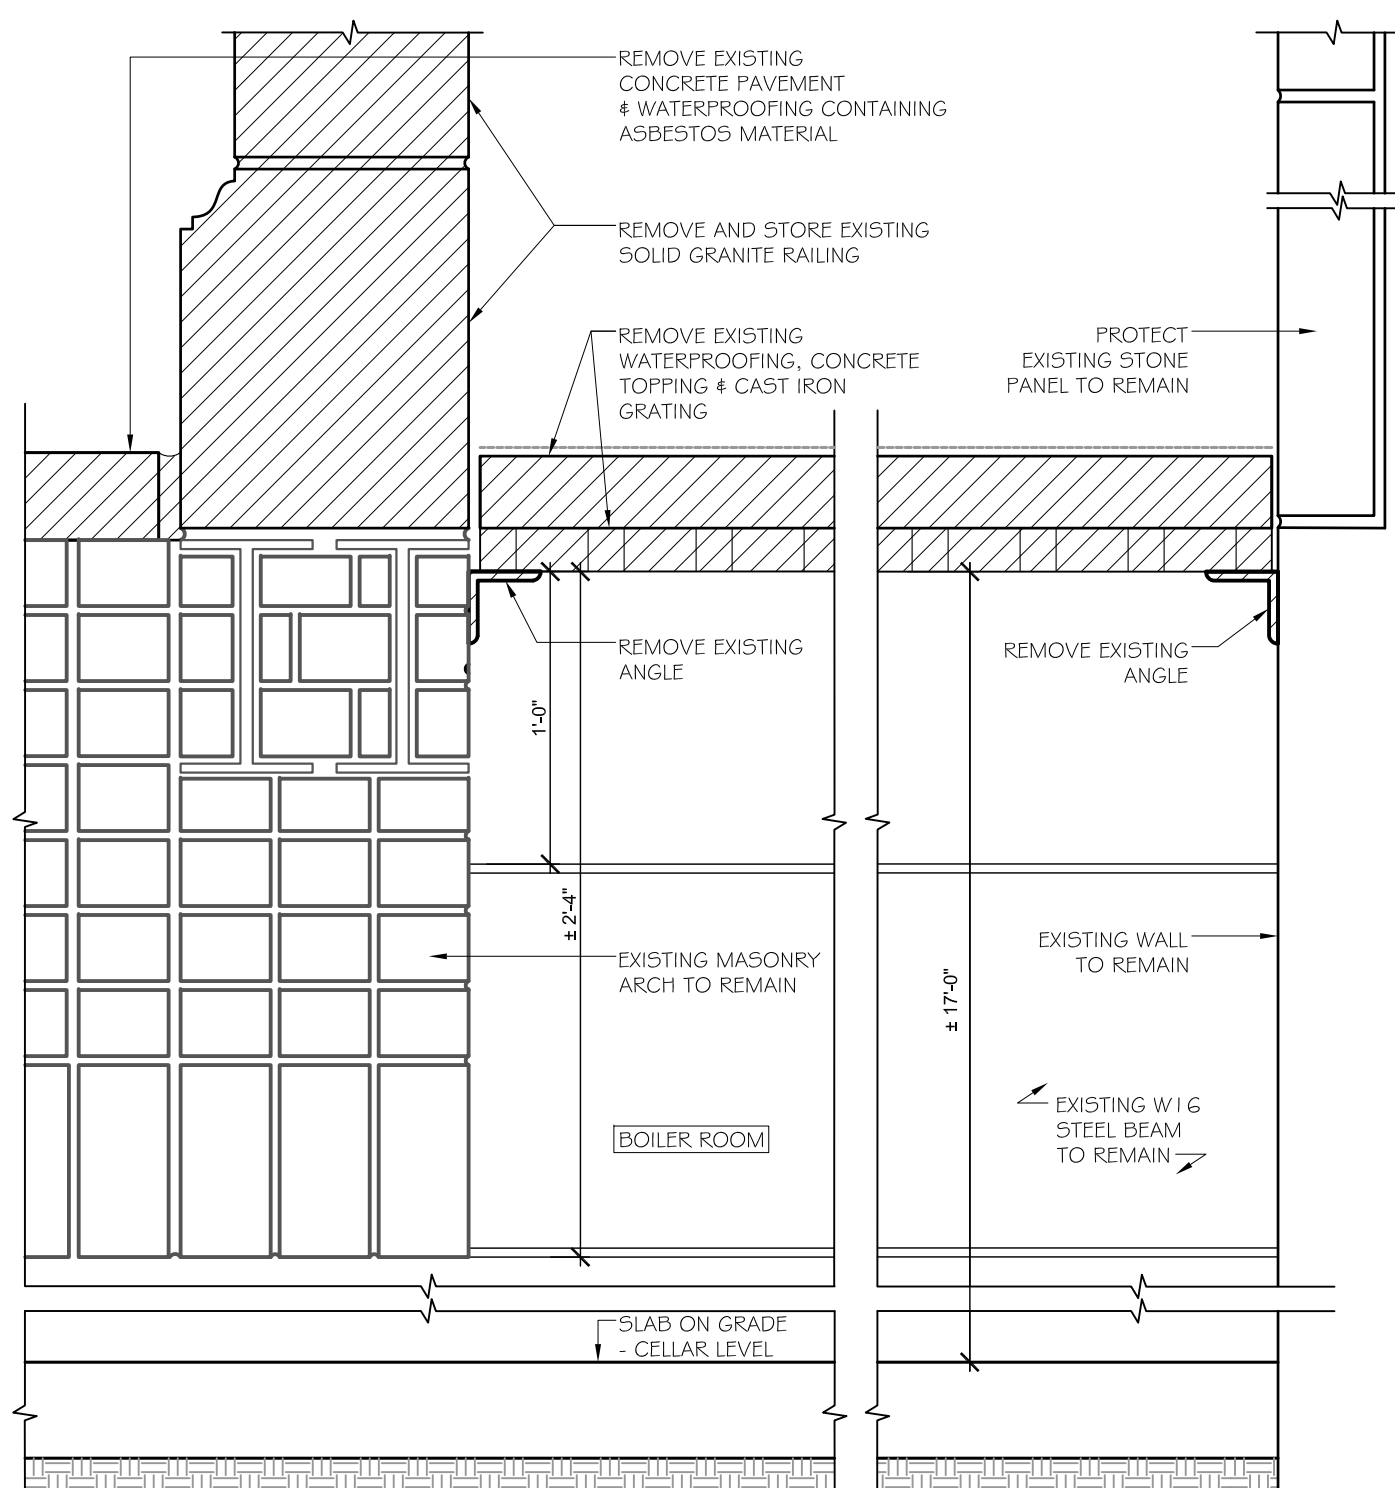 REMOVE EXISTING
CONCRETE PAVEMENT
& WATERPROOFING CONTAINING
ASBESTOS MATERIAL
REMOVE AND STORE EXISTING
SOLID GRANITE RAILING
REMOVE EXISTING
WATERPROOFING, CONCRETE
TOPPING & CAST IRON
GRATING
PROTECT
EXISTING STONE
PANEL TO REMAIN
REMOVE EXISTING
ANGLE
REMOVE EXISTING
ANGLE
1'-0"
± 2'-4"
EXISTING MASONRY
ARCH TO REMAIN
EXISTING WALL
TO REMAIN
± 17'-0"
EXISTING W16
STEEL BEAM
TO REMAIN
BOILER ROOM
SLAB ON GRADE
- CELLAR LEVEL